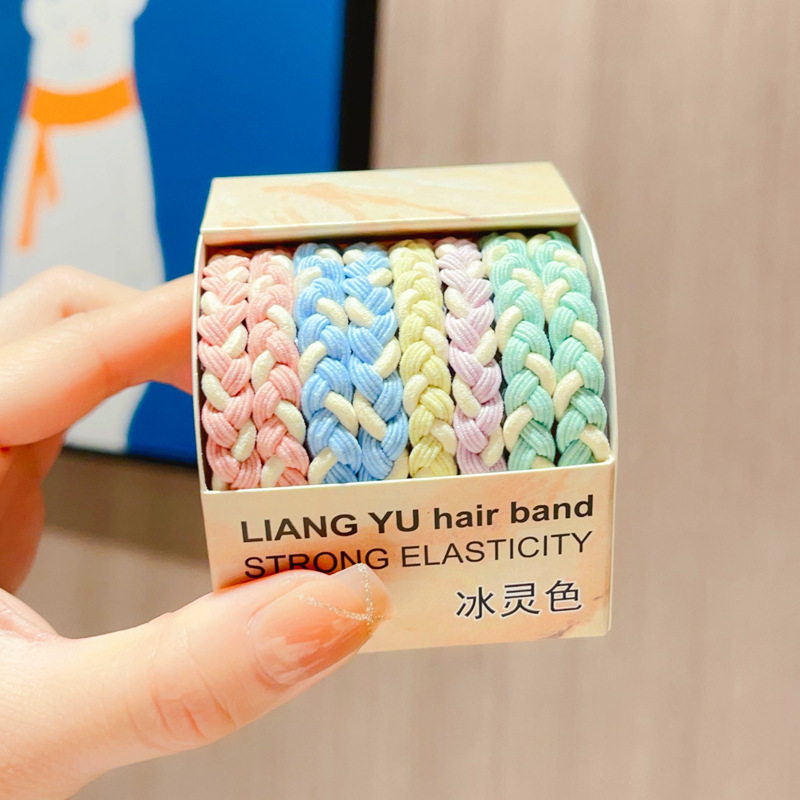 LIANG YU hair band
STRONG ELASTICITY
冰灵色